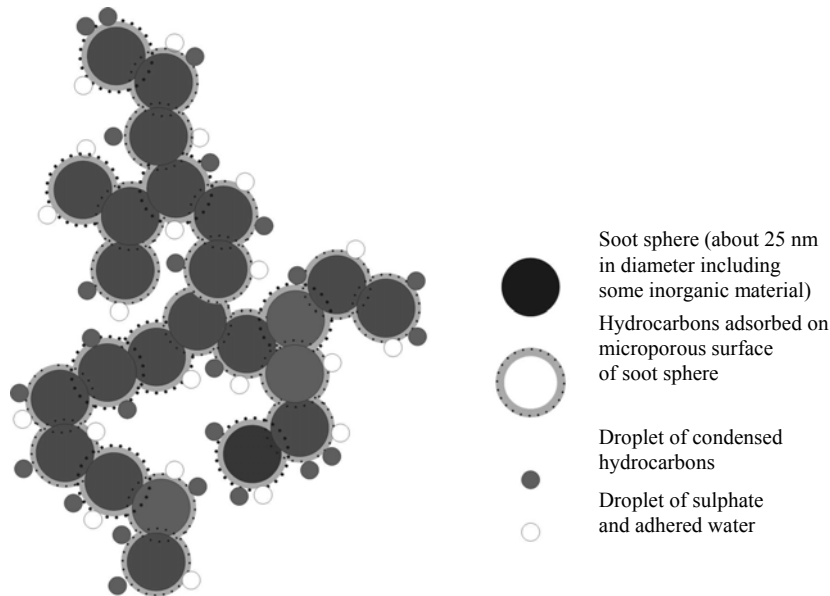 Soot sphere (about 25 nm
in diameter including
some inorganic material)
Hydrocarbons adsorbed on
microporous surface
of soot sphere
Droplet of condensed
hydrocarbons
Droplet of sulphate
and adhered water